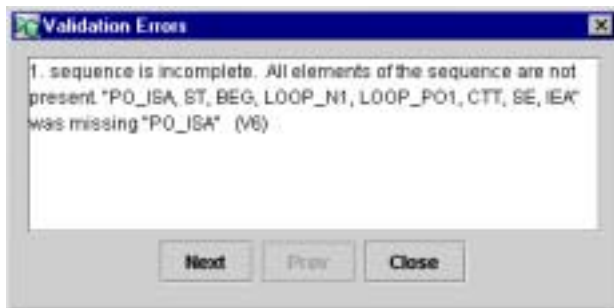 Validation Errors
1. sequence is incomplete. All elements of the sequence are not
present. "PO_ISA, ST, BEG, LOOP_N1, LOOP_PO1, CTT, SE, IEA"
was missing "PO_ISA" (V6)
Next Prev Close